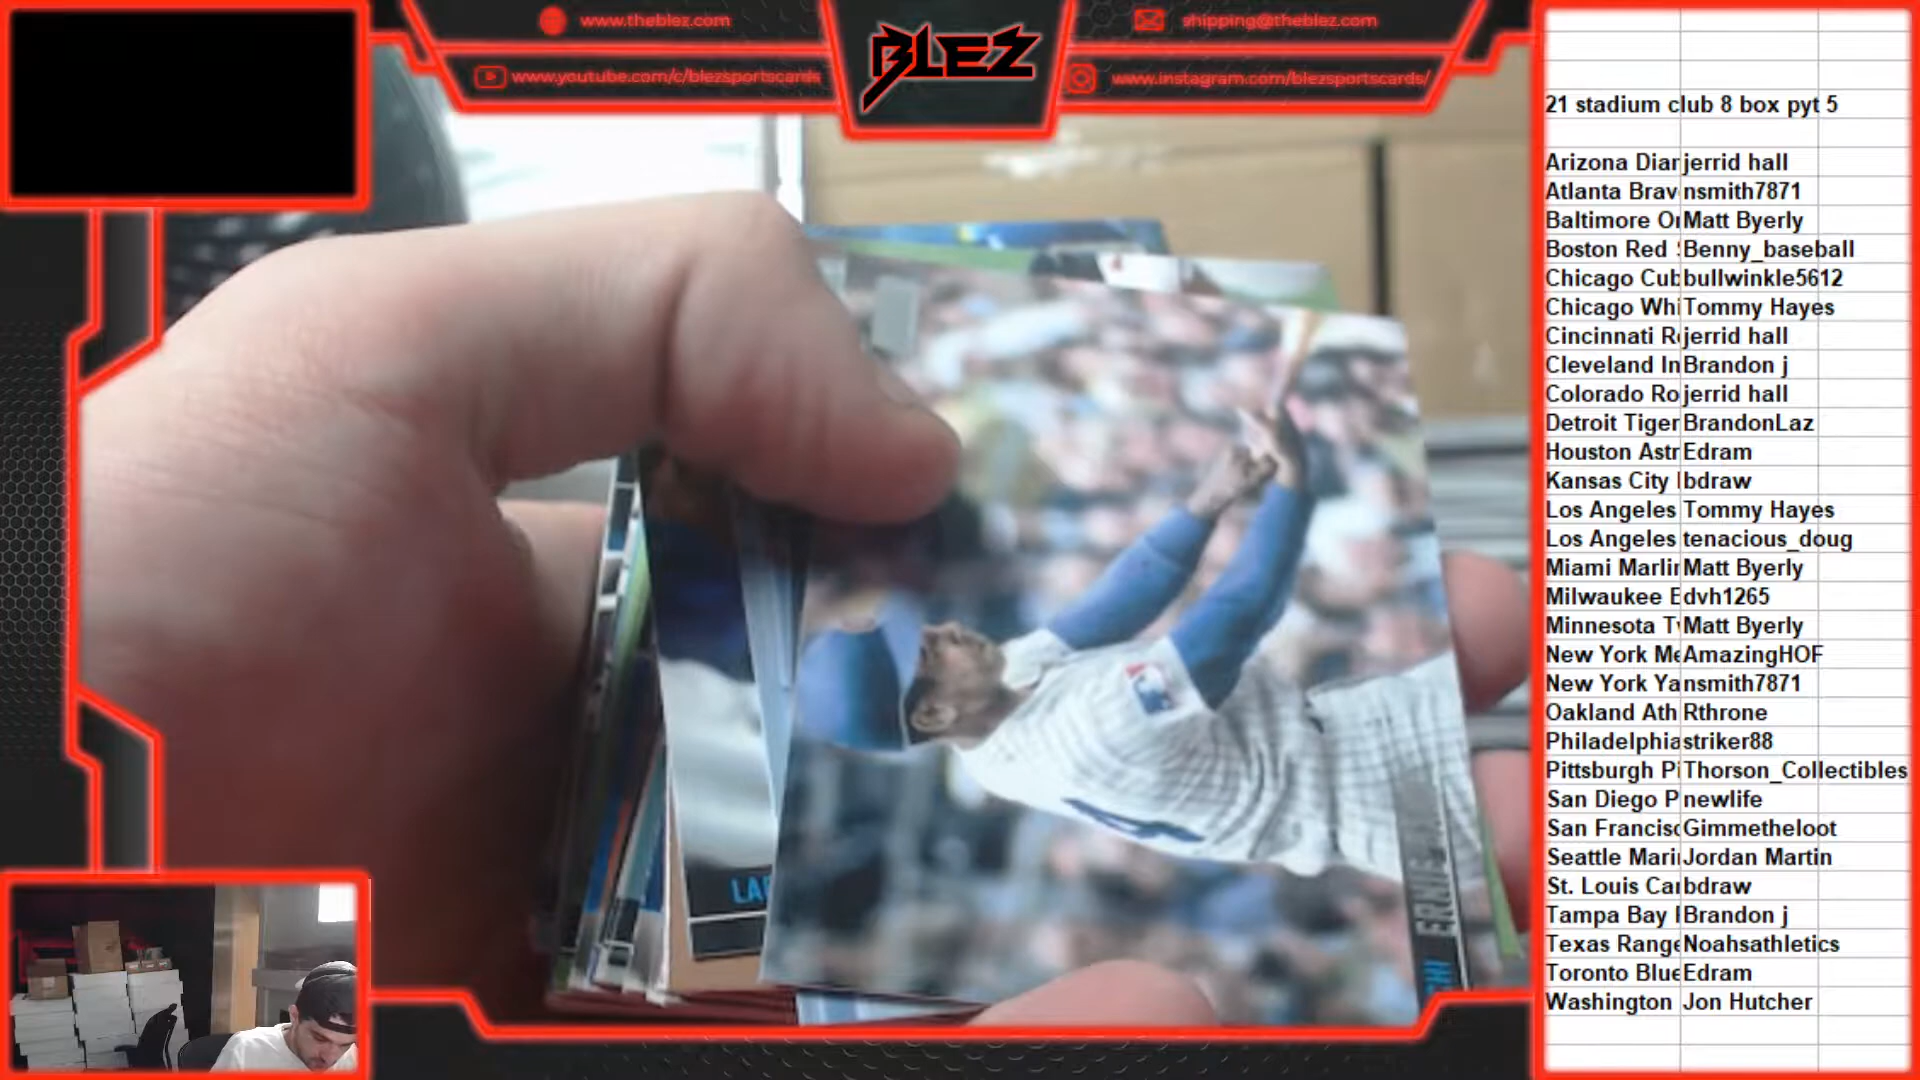 www.theblez.com
shipping@theblez.com
BLEZ
www.youtube.com/c/blezsportscards
www.instagram.com/blezsportscards/
21 stadium club 8 box pyt 5
Arizona Diar jerrid hall
Atlanta Brav nsmith7871
Baltimore Or Matt Byerly
Boston Red S Benny_baseball
Chicago Cub bullwinkle5612
Chicago Whi Tommy Hayes
Cincinnati Re jerrid hall
Cleveland In Brandon j
Colorado Ro jerrid hall
Detroit Tiger BrandonLaz
Houston Astr Edram
Kansas City bdraw
Los Angeles Tommy Hayes
Los Angeles tenacious_doug
Miami Marlin Matt Byerly
Milwaukee B dvh1265
Minnesota Tw Matt Byerly
New York Me AmazingHOF
New York Ya nsmith7871
Oakland Ath Rthrone
Philadelphia striker88
Pittsburgh Pi Thorson_Collectibles
San Diego P newlife
San Francisc Gimmetheloot
Seattle Mari Jordan Martin
St. Louis Car bdraw
Tampa Bay Brandon j
Texas Range Noahsathletics
Toronto Blue Edram
Washington Jon Hutcher
ERNIE